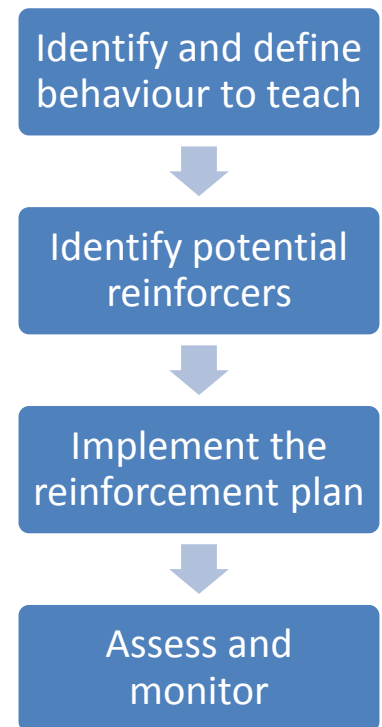 Identify and define
behaviour to teach
Identify potential
reinforcers
Implement the
reinforcement plan
Assess and
monitor